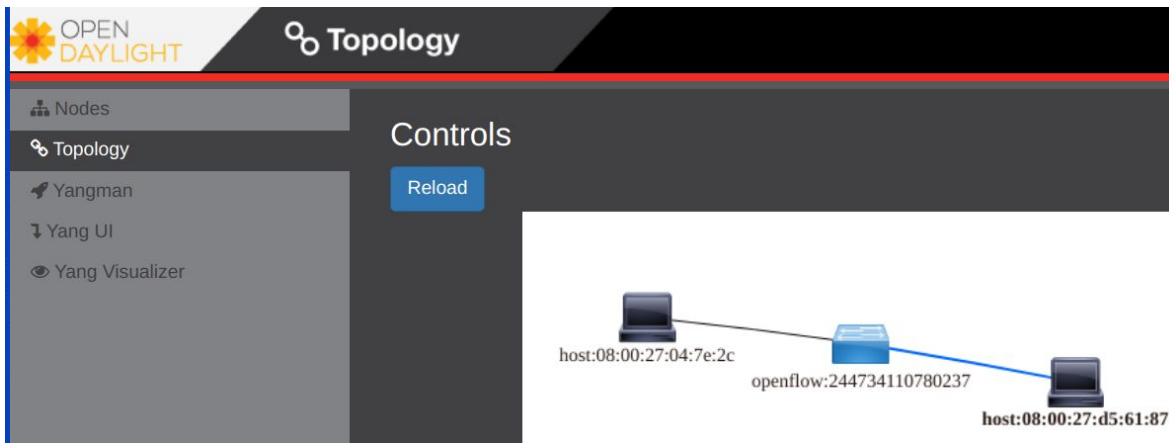 OPEN
DAYLIGHT
Topology
Nodes
Topology
Yangman
Yang UI
Yang Visualizer
Controls
Reload
host:08:00:27:04:7e:2c
openflow:244734110780237
host:08:00:27:d5:61:87